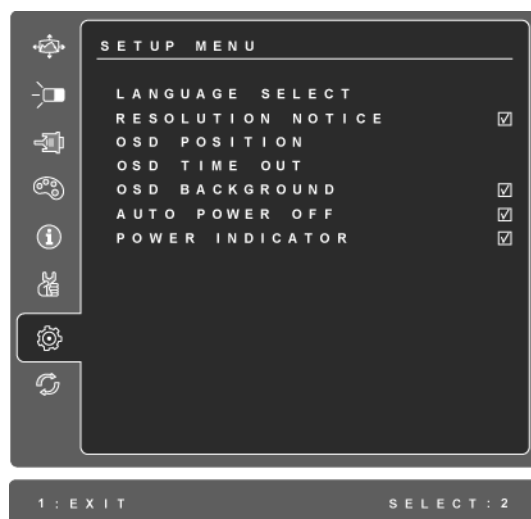 SETUP MENU
LANGUAGE SELECT
RESOLUTION NOTICE
OSD POSITION
OSD TIME OUT
OSD BACKGROUND
AUTO POWER OFF
POWER INDICATOR
1:EXIT SELECT:2